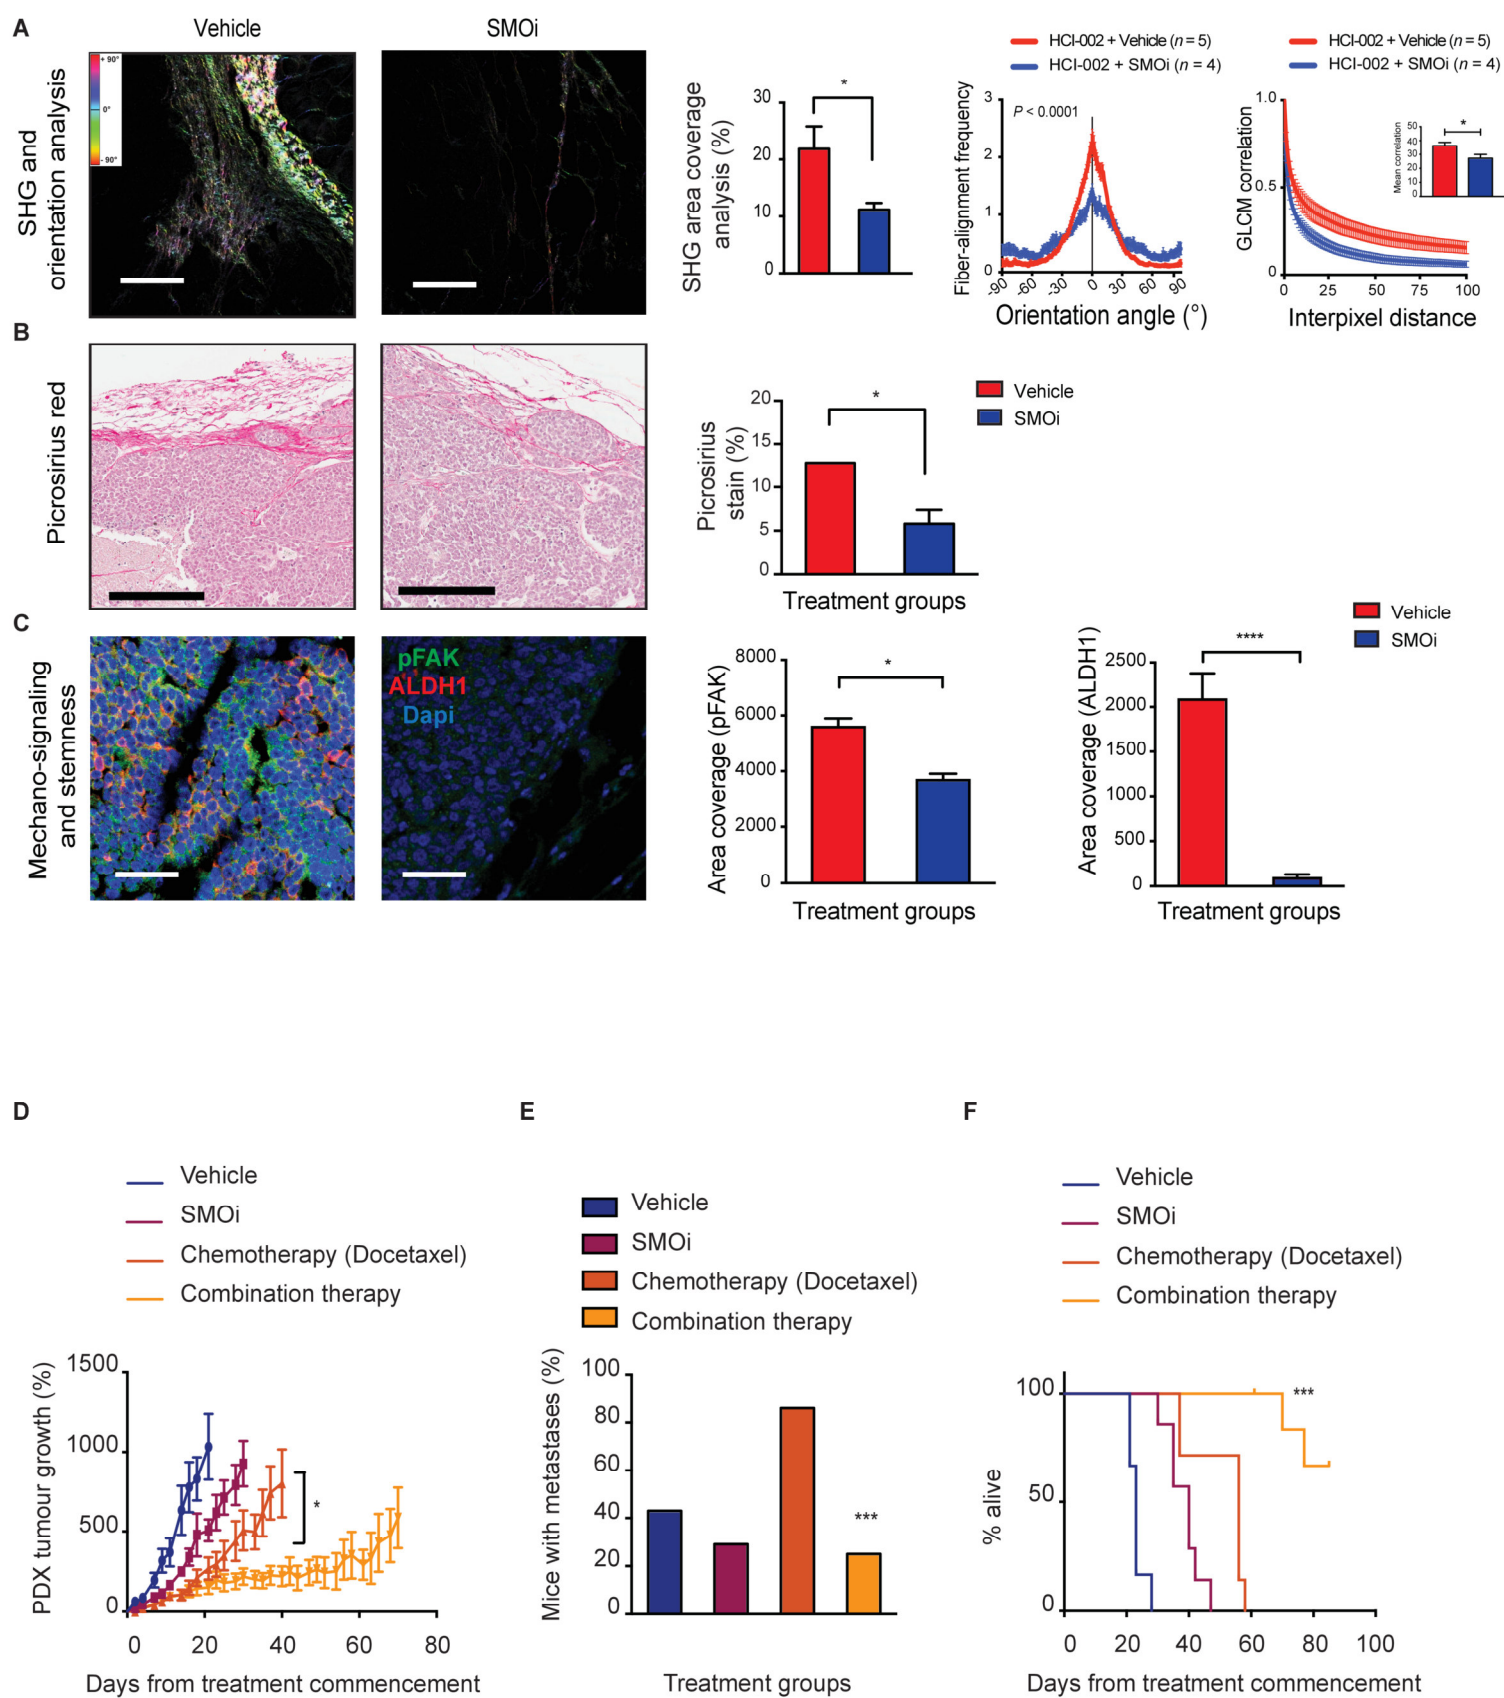 A
Vehicle
SMOi
SHG and
orientation analysis
+ 90°
0°
- 90°
SHG area coverage
analysis (%)
30
20
10
0
*
HCI-002 + Vehicle (n = 5)
HCI-002 + SMOi (n = 4)
Fiber-alignment frequency
3
2
1
0
P < 0.0001
-90
-60
-30
0
30
60
90
Orientation angle (°)
HCI-002 + Vehicle (n = 5)
HCI-002 + SMOi (n = 4)
GLCM correlation
1.0
0.5
0
0
25
50
75
100
Interpixel distance
Mean correlation
50
40
30
20
10
0
*
B
Picrosirius red
Picrosirius
stain (%)
20
15
10
5
0
*
Treatment groups
Vehicle
SMOi
C
Mechano-signaling
and stemness
pFAK
ALDH1
Dapi
Area coverage (pFAK)
8000
6000
4000
2000
0
*
Treatment groups
Area coverage (ALDH1)
2500
2000
1500
1000
500
0
****
Treatment groups
Vehicle
SMOi
D
Vehicle
SMOi
Chemotherapy (Docetaxel)
Combination therapy
PDX tumour growth (%)
1500
1000
500
0
*
0
20
40
60
80
Days from treatment commencement
E
Vehicle
SMOi
Chemotherapy (Docetaxel)
Combination therapy
Mice with metastases (%)
100
80
60
40
20
0
***
Treatment groups
F
Vehicle
SMOi
Chemotherapy (Docetaxel)
Combination therapy
% alive
100
50
0
***
0
20
40
60
80
100
Days from treatment commencement